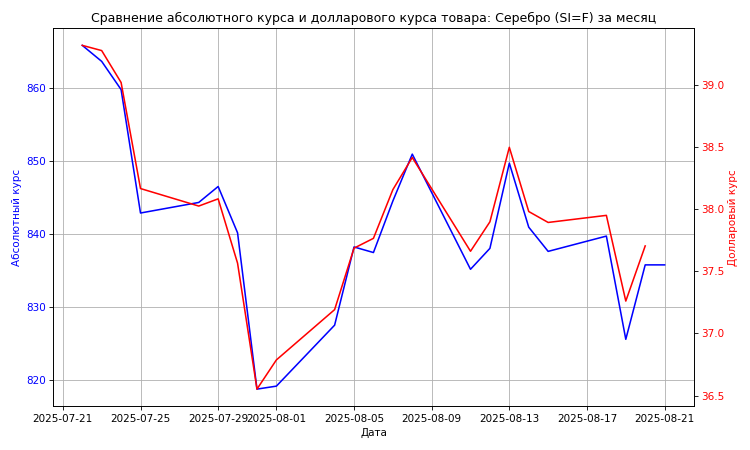 Сравнение абсолютного курса и долларового курса товара: Серебро (SI=F) за месяц
860
850
840
830
820
Абсолютный курс
39.0
38.5
38.0
37.5
37.0
36.5
Долларовый курс
2025-07-21 2025-07-25 2025-07-29 2025-08-01 2025-08-05 2025-08-09 2025-08-13 2025-08-17 2025-08-21
Дата